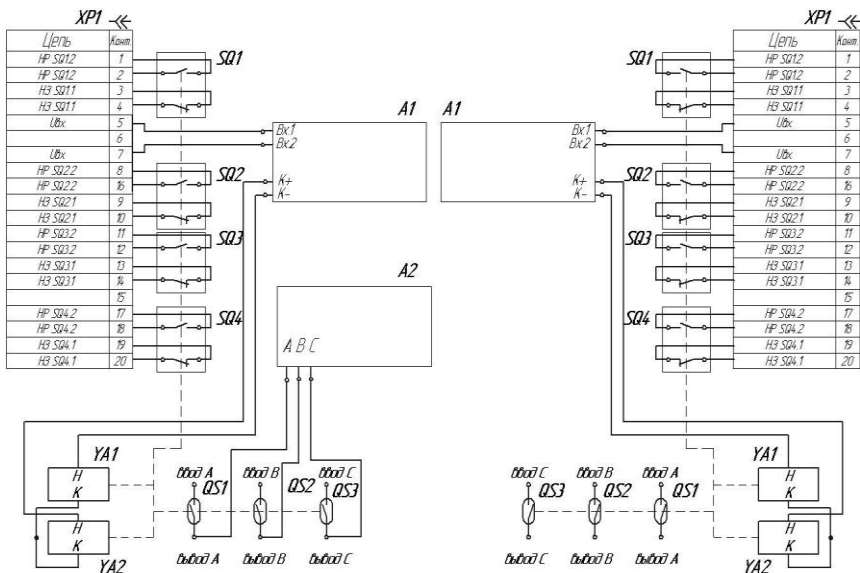 XP1
Цепь Конт.
НР SQ1.2 1
НР SQ1.2 2
НЗ SQ1.1 3
НЗ SQ1.1 4
Uвх 5
6
Uвх 7
НР SQ2.2 8
НР SQ2.2 16
НЗ SQ2.1 9
НЗ SQ2.1 10
НР SQ3.2 11
НР SQ3.2 12
НЗ SQ3.1 13
НЗ SQ3.1 14
15
НР SQ4.2 17
НР SQ4.2 18
НЗ SQ4.1 19
НЗ SQ4.1 20
SQ1
SQ2
SQ3
SQ4
A1
Вх.1
Вх.2
К+
К-
A2
A B C
YA1
Н
К
Н
К
YA2
Ввод А Ввод В Ввод С
QS1 QS2 QS3
Вывод А Вывод В Вывод С
XP1
Цепь Конт.
НР SQ1.2 1
НР SQ1.2 2
НЗ SQ1.1 3
НЗ SQ1.1 4
Uвх 5
6
Uвх 7
НР SQ2.2 8
НР SQ2.2 16
НЗ SQ2.1 9
НЗ SQ2.1 10
НР SQ3.2 11
НР SQ3.2 12
НЗ SQ3.1 13
НЗ SQ3.1 14
15
НР SQ4.2 17
НР SQ4.2 18
НЗ SQ4.1 19
НЗ SQ4.1 20
SQ1
SQ2
SQ3
SQ4
A1
Вх.1
Вх.2
К+
К-
YA1
Н
К
Н
К
YA2
Ввод С Ввод В Ввод А
QS3 QS2 QS1
Вывод С Вывод В Вывод А